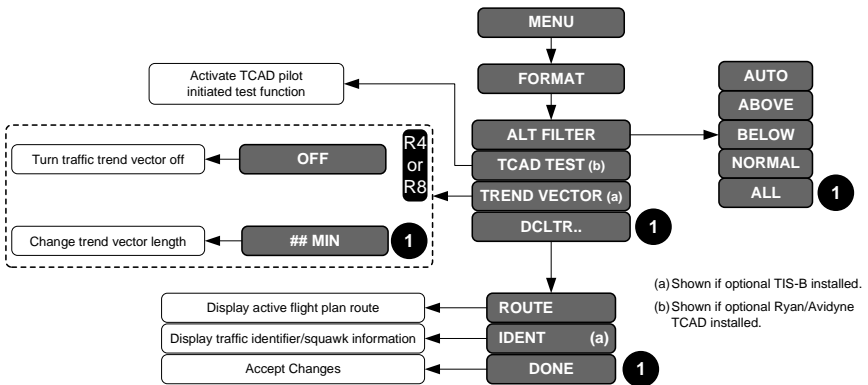 MENU
FORMAT
Activate TCAD pilot
initiated test function
ALT FILTER
TCAD TEST (b)
TREND VECTOR (a)
DCLTR..
1
AUTO
ABOVE
BELOW
NORMAL
ALL
1
R4
or
R8
Turn traffic trend vector off
OFF
Change trend vector length
## MIN
1
(a) Shown if optional TIS-B installed.
(b) Shown if optional Ryan/Avidyne
TCAD installed.
Display active flight plan route
ROUTE
Display traffic identifier/squawk information
IDENT (a)
Accept Changes
DONE
1